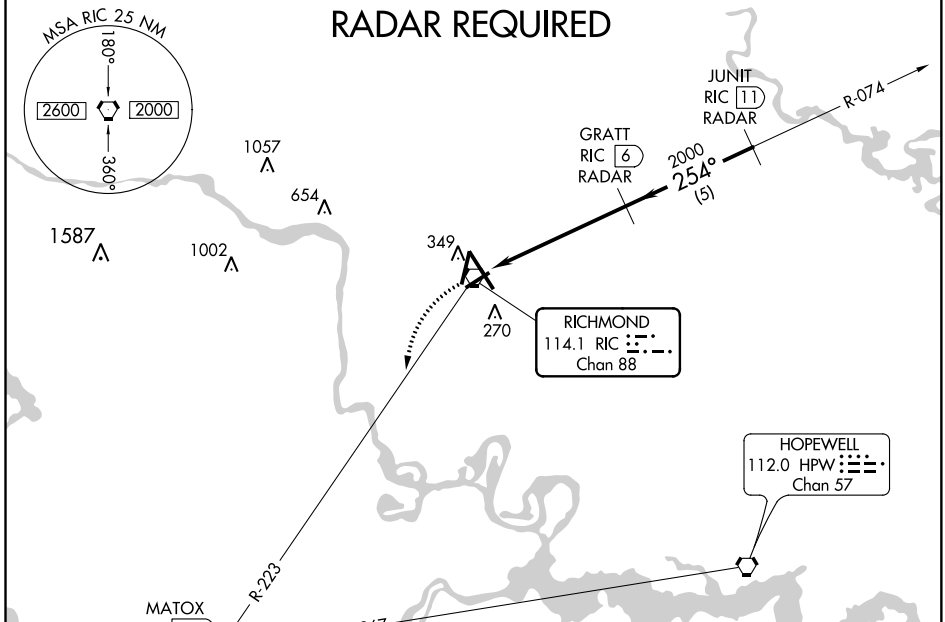 RADAR REQUIRED
MSA RIC 25 NM
180°
2600
2000
360°
JUNIT
RIC 11
RADAR
R-074
GRATT
RIC 6
RADAR
2000
254°
(5)
1057
654
1587
1002
349
270
RICHMOND
114.1 RIC
Chan 88
HOPEWELL
112.0 HPW
Chan 57
R-223
MATOX